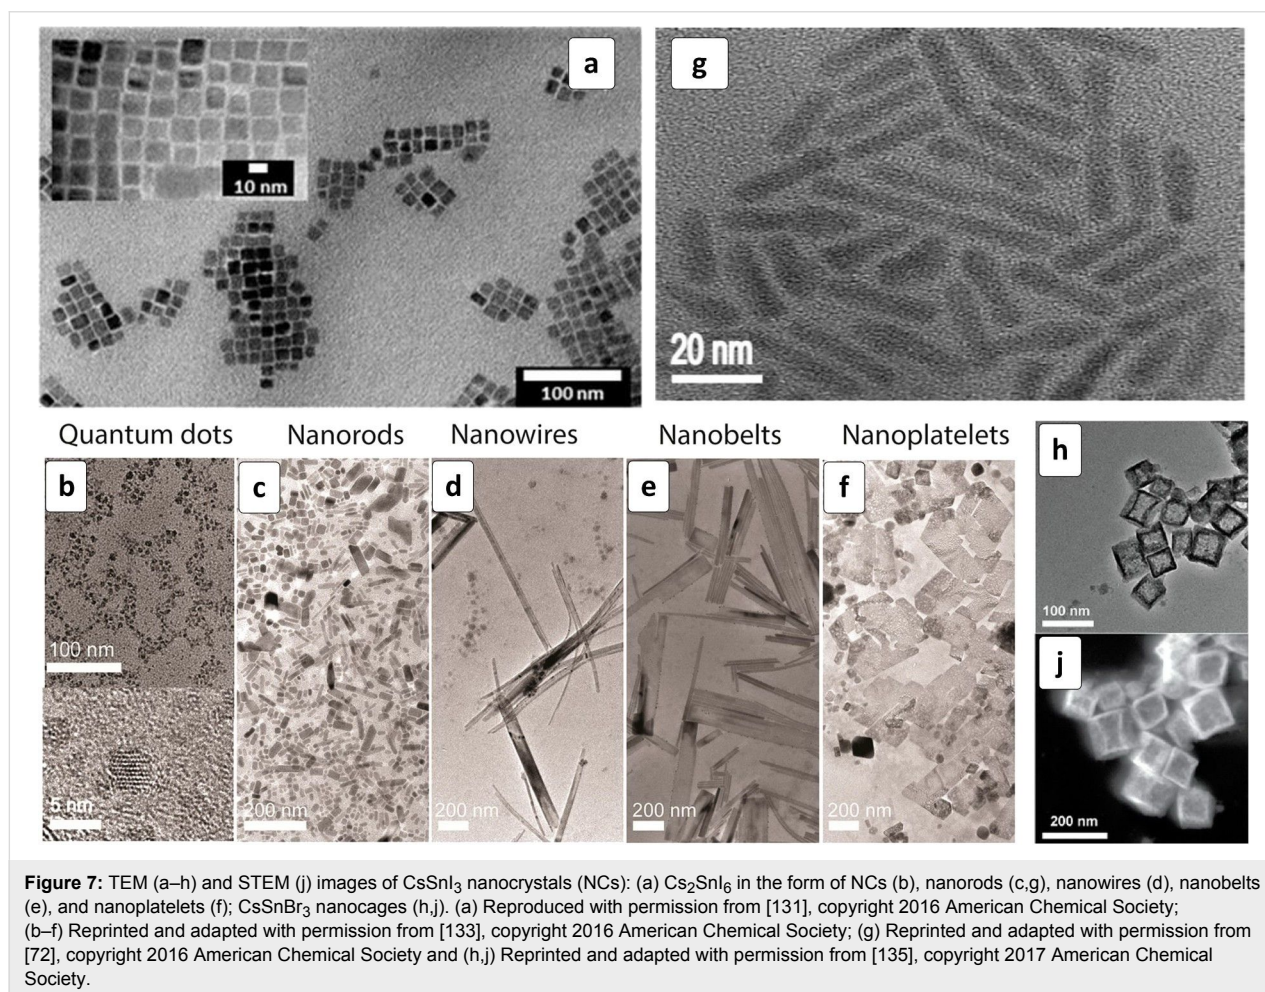 a
10 nm
100 nm
g
20 nm
Quantum dots
Nanorods
Nanowires
Nanobelts
Nanoplatelets
b
100 nm
5 nm
c
200 nm
d
200 nm
e
200 nm
f
200 nm
h
100 nm
j
200 nm
Figure 7: TEM (a–h) and STEM (j) images of CsSnI₃ nanocrystals (NCs): (a) Cs₂SnI₆ in the form of NCs (b), nanorods (c,g), nanowires (d), nanobelts
(e), and nanoplatelets (f); CsSnBr₃ nanocages (h,j). (a) Reproduced with permission from [131], copyright 2016 American Chemical Society;
(b–f) Reprinted and adapted with permission from [133], copyright 2016 American Chemical Society; (g) Reprinted and adapted with permission from
[72], copyright 2016 American Chemical Society and (h,j) Reprinted and adapted with permission from [135], copyright 2017 American Chemical
Society.